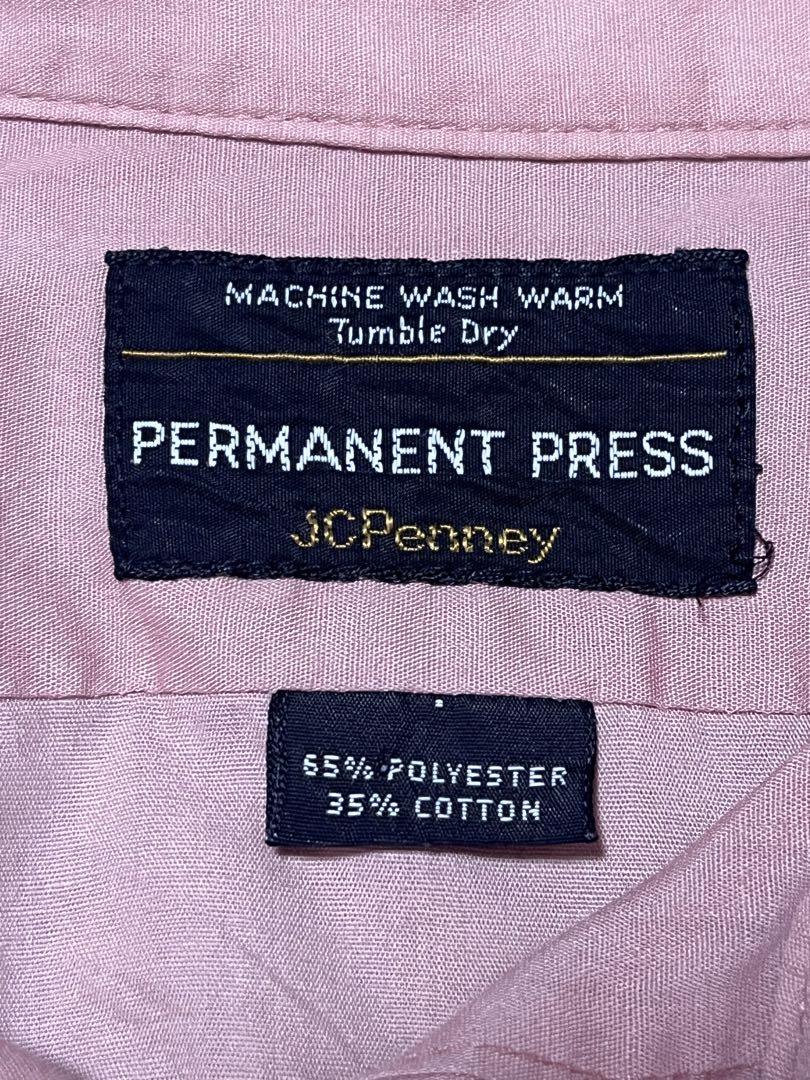 MACHINE WASH WARM
Tumble Dry
PERMANENT PRESS
JCPenney
65% POLYESTER
35% COTTON